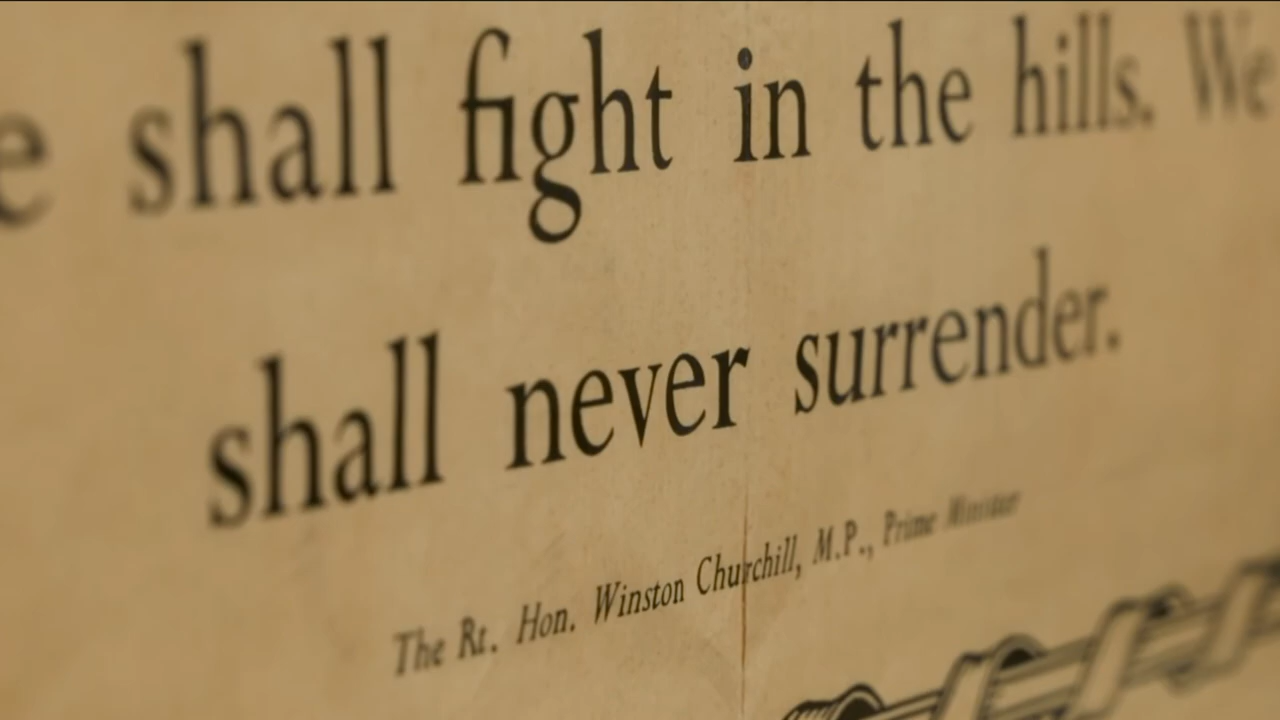 e shall fight in the hills. We
shall never surrender.
The Rt. Hon. Winston Churchill, M.P., Prime Minister